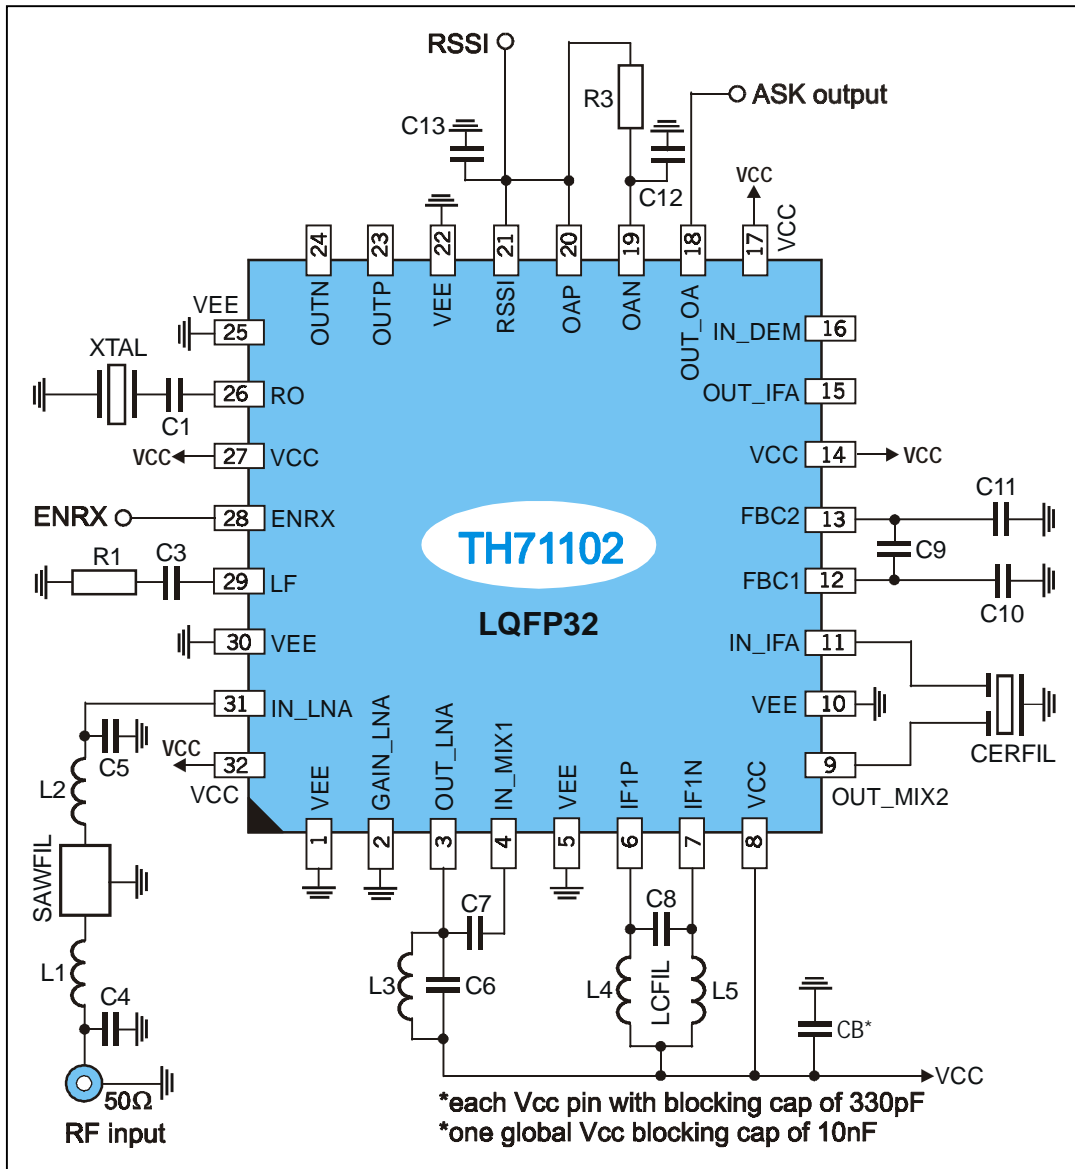 RSSI
R3
ASK output
C13
C12
VCC
VCC
24
23
22
21
20
19
18
17
OUTN
OUTP
VEE
RSSI
OAP
OAN
OUT_OA
VEE
25
IN_DEM
16
XTAL
C1
26
RO
OUT_IFA
15
VCC
27
VCC
VCC
14
VCC
ENRX
28
ENRX
FBC2
13
C11
C9
R1
C3
29
LF
FBC1
12
C10
TH71102
LQFP32
30
VEE
IN_IFA
11
31
IN_LNA
VEE
10
CERFIL
C5
VCC
32
VCC
9
OUT_MIX2
L2
VEE
GAIN_LNA
OUT_LNA
IN_MIX1
VEE
IF1P
IF1N
VCC
1
2
3
4
5
6
7
8
SAWFIL
C7
C8
L1
L3
C6
L4
LCFIL
L5
C4
CB*
VCC
50Ω
RF input
*each Vcc pin with blocking cap of 330pF
*one global Vcc blocking cap of 10nF